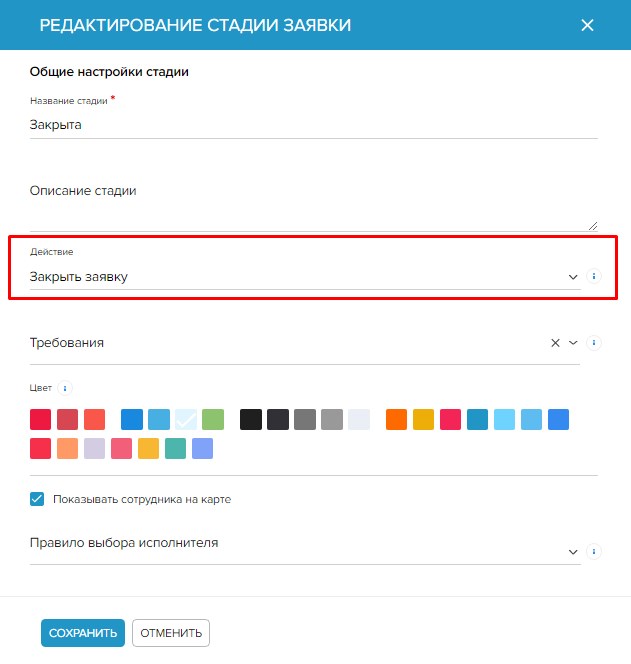 РЕДАКТИРОВАНИЕ СТАДИИ ЗАЯВКИ
Общие настройки стадии
Название стадии *
Закрыта
Описание стадии
Действие
Закрыть заявку
Требования
Цвет
Показывать сотрудника на карте
Правило выбора исполнителя
СОХРАНИТЬ ОТМЕНИТЬ